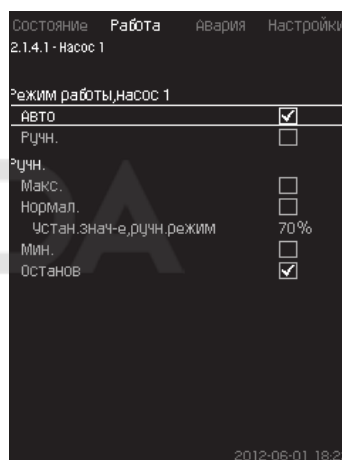 Состояние Работа Авария Настройки
2.1.4.1 - Насос 1
Режим работы,насос 1
Авто
Ручн.
Ручн.
Макс.
Нормал.
Устан.знач-е,ручн.режим 70%
Мин.
Останов
2012-06-01 18:2